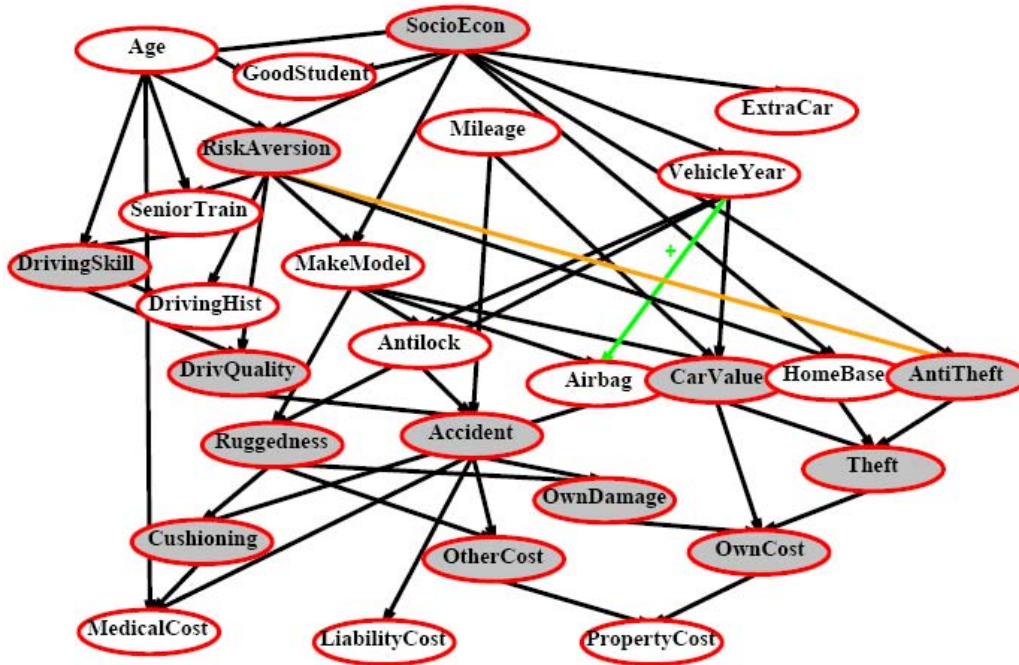 SocioEcon
Age
GoodStudent
ExtraCar
Mileage
RiskAversion
VehicleYear
SeniorTrain
+
DrivingSkill
MakeModel
DrivingHist
Antilock
DrivQuality
Airbag
CarValue
HomeBase
AntiTheft
Ruggedness
Accident
Theft
OwnDamage
Cushioning
OtherCost
OwnCost
MedicalCost
LiabilityCost
PropertyCost